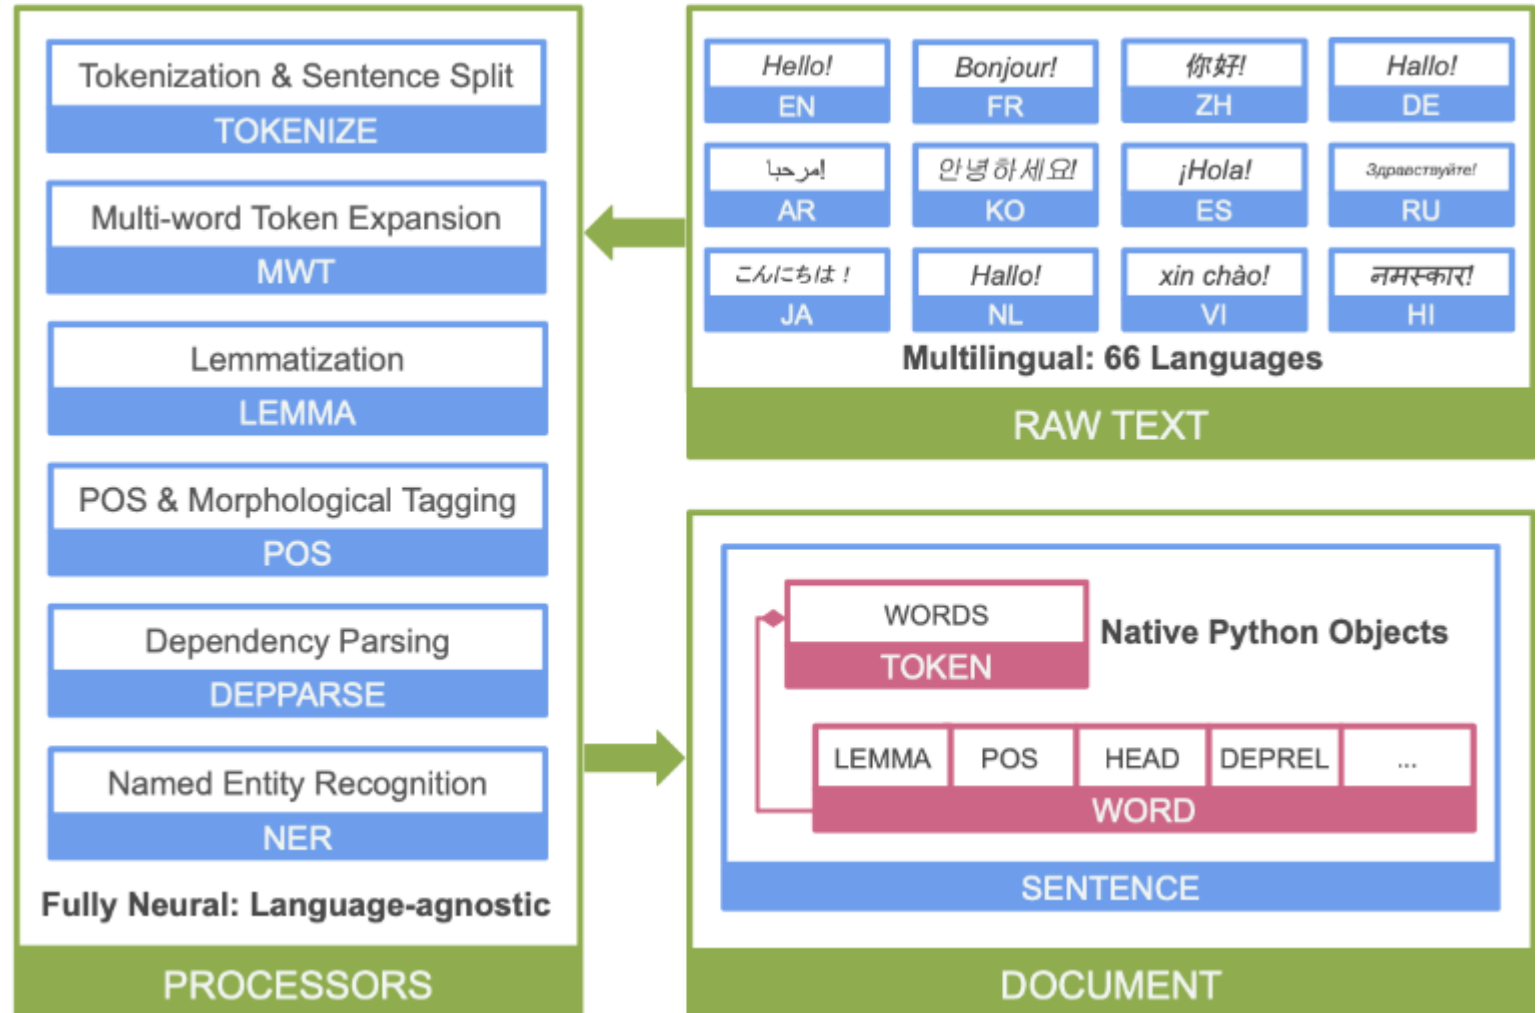 Tokenization & Sentence Split
TOKENIZE
Multi-word Token Expansion
MWT
Lemmatization
LEMMA
POS & Morphological Tagging
POS
Dependency Parsing
DEPPARSE
Named Entity Recognition
NER
Fully Neural: Language-agnostic
PROCESSORS
Hello!
EN
Bonjour!
FR
你好!
ZH
Hallo!
DE
مرحبا!
AR
안녕하세요!
KO
¡Hola!
ES
Здравствуйте!
RU
こんにちは！
JA
Hallo!
NL
xin chào!
VI
नमस्कार!
HI
Multilingual: 66 Languages
RAW TEXT
WORDS
TOKEN
Native Python Objects
LEMMA POS HEAD DEPREL ...
WORD
SENTENCE
DOCUMENT